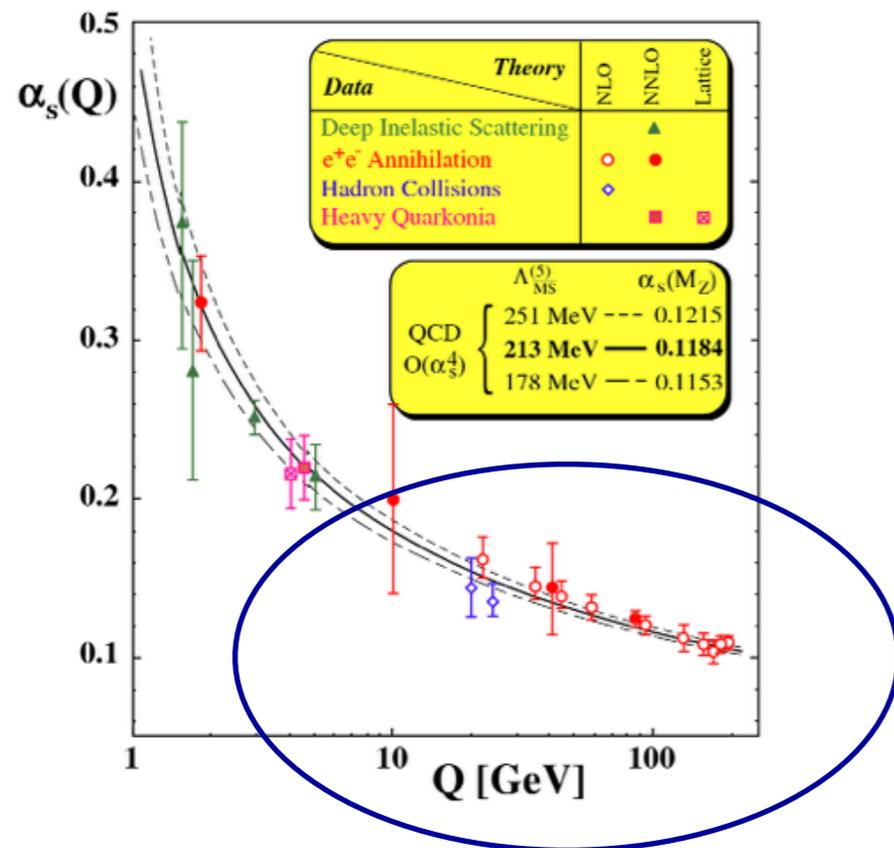 0.5
αs(Q)
Data Theory NLO NNLO Lattice
Deep Inelastic Scattering
e+e- Annihilation
Hadron Collisions
Heavy Quarkonia
0.4
Λ(5)MS αs(MZ)
251 MeV 0.1215
QCD O(αs4) 213 MeV 0.1184
178 MeV 0.1153
0.3
0.2
0.1
1 10 100
Q [GeV]